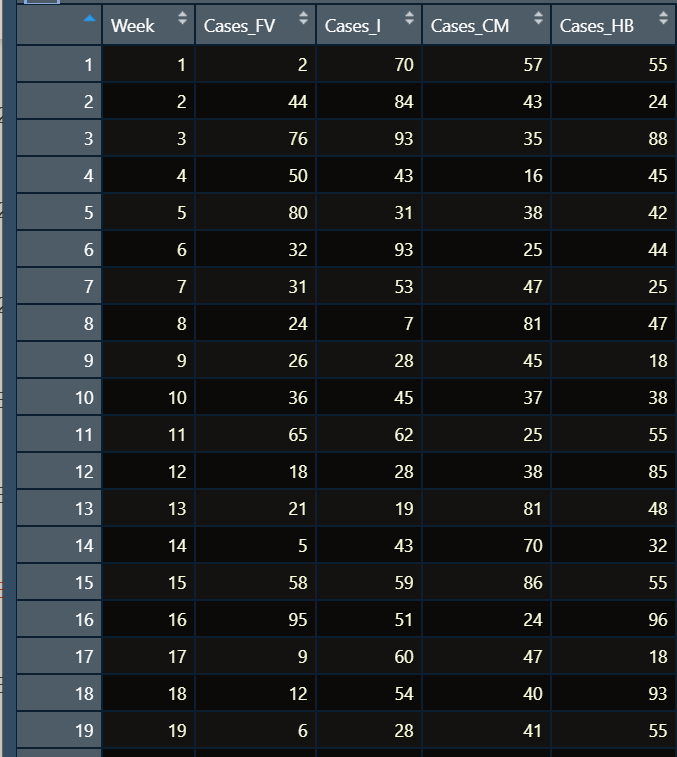 Week Cases_FV Cases_I Cases_CM Cases_HB
1 1 2 70 57 55
2 2 44 84 43 24
3 3 76 93 35 88
4 4 50 43 16 45
5 5 80 31 38 42
6 6 32 93 25 44
7 7 31 53 47 25
8 8 24 7 81 47
9 9 26 28 45 18
10 10 36 45 37 38
11 11 65 62 25 55
12 12 18 28 38 85
13 13 21 19 81 48
14 14 5 43 70 32
15 15 58 59 86 55
16 16 95 51 24 96
17 17 9 60 47 18
18 18 12 54 40 93
19 19 6 28 41 55